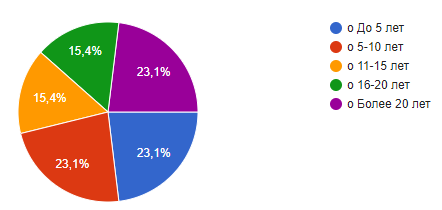 15,4%
23,1%
15,4%
23,1%
23,1%
о До 5 лет
о 5-10 лет
о 11-15 лет
о 16-20 лет
о Более 20 лет